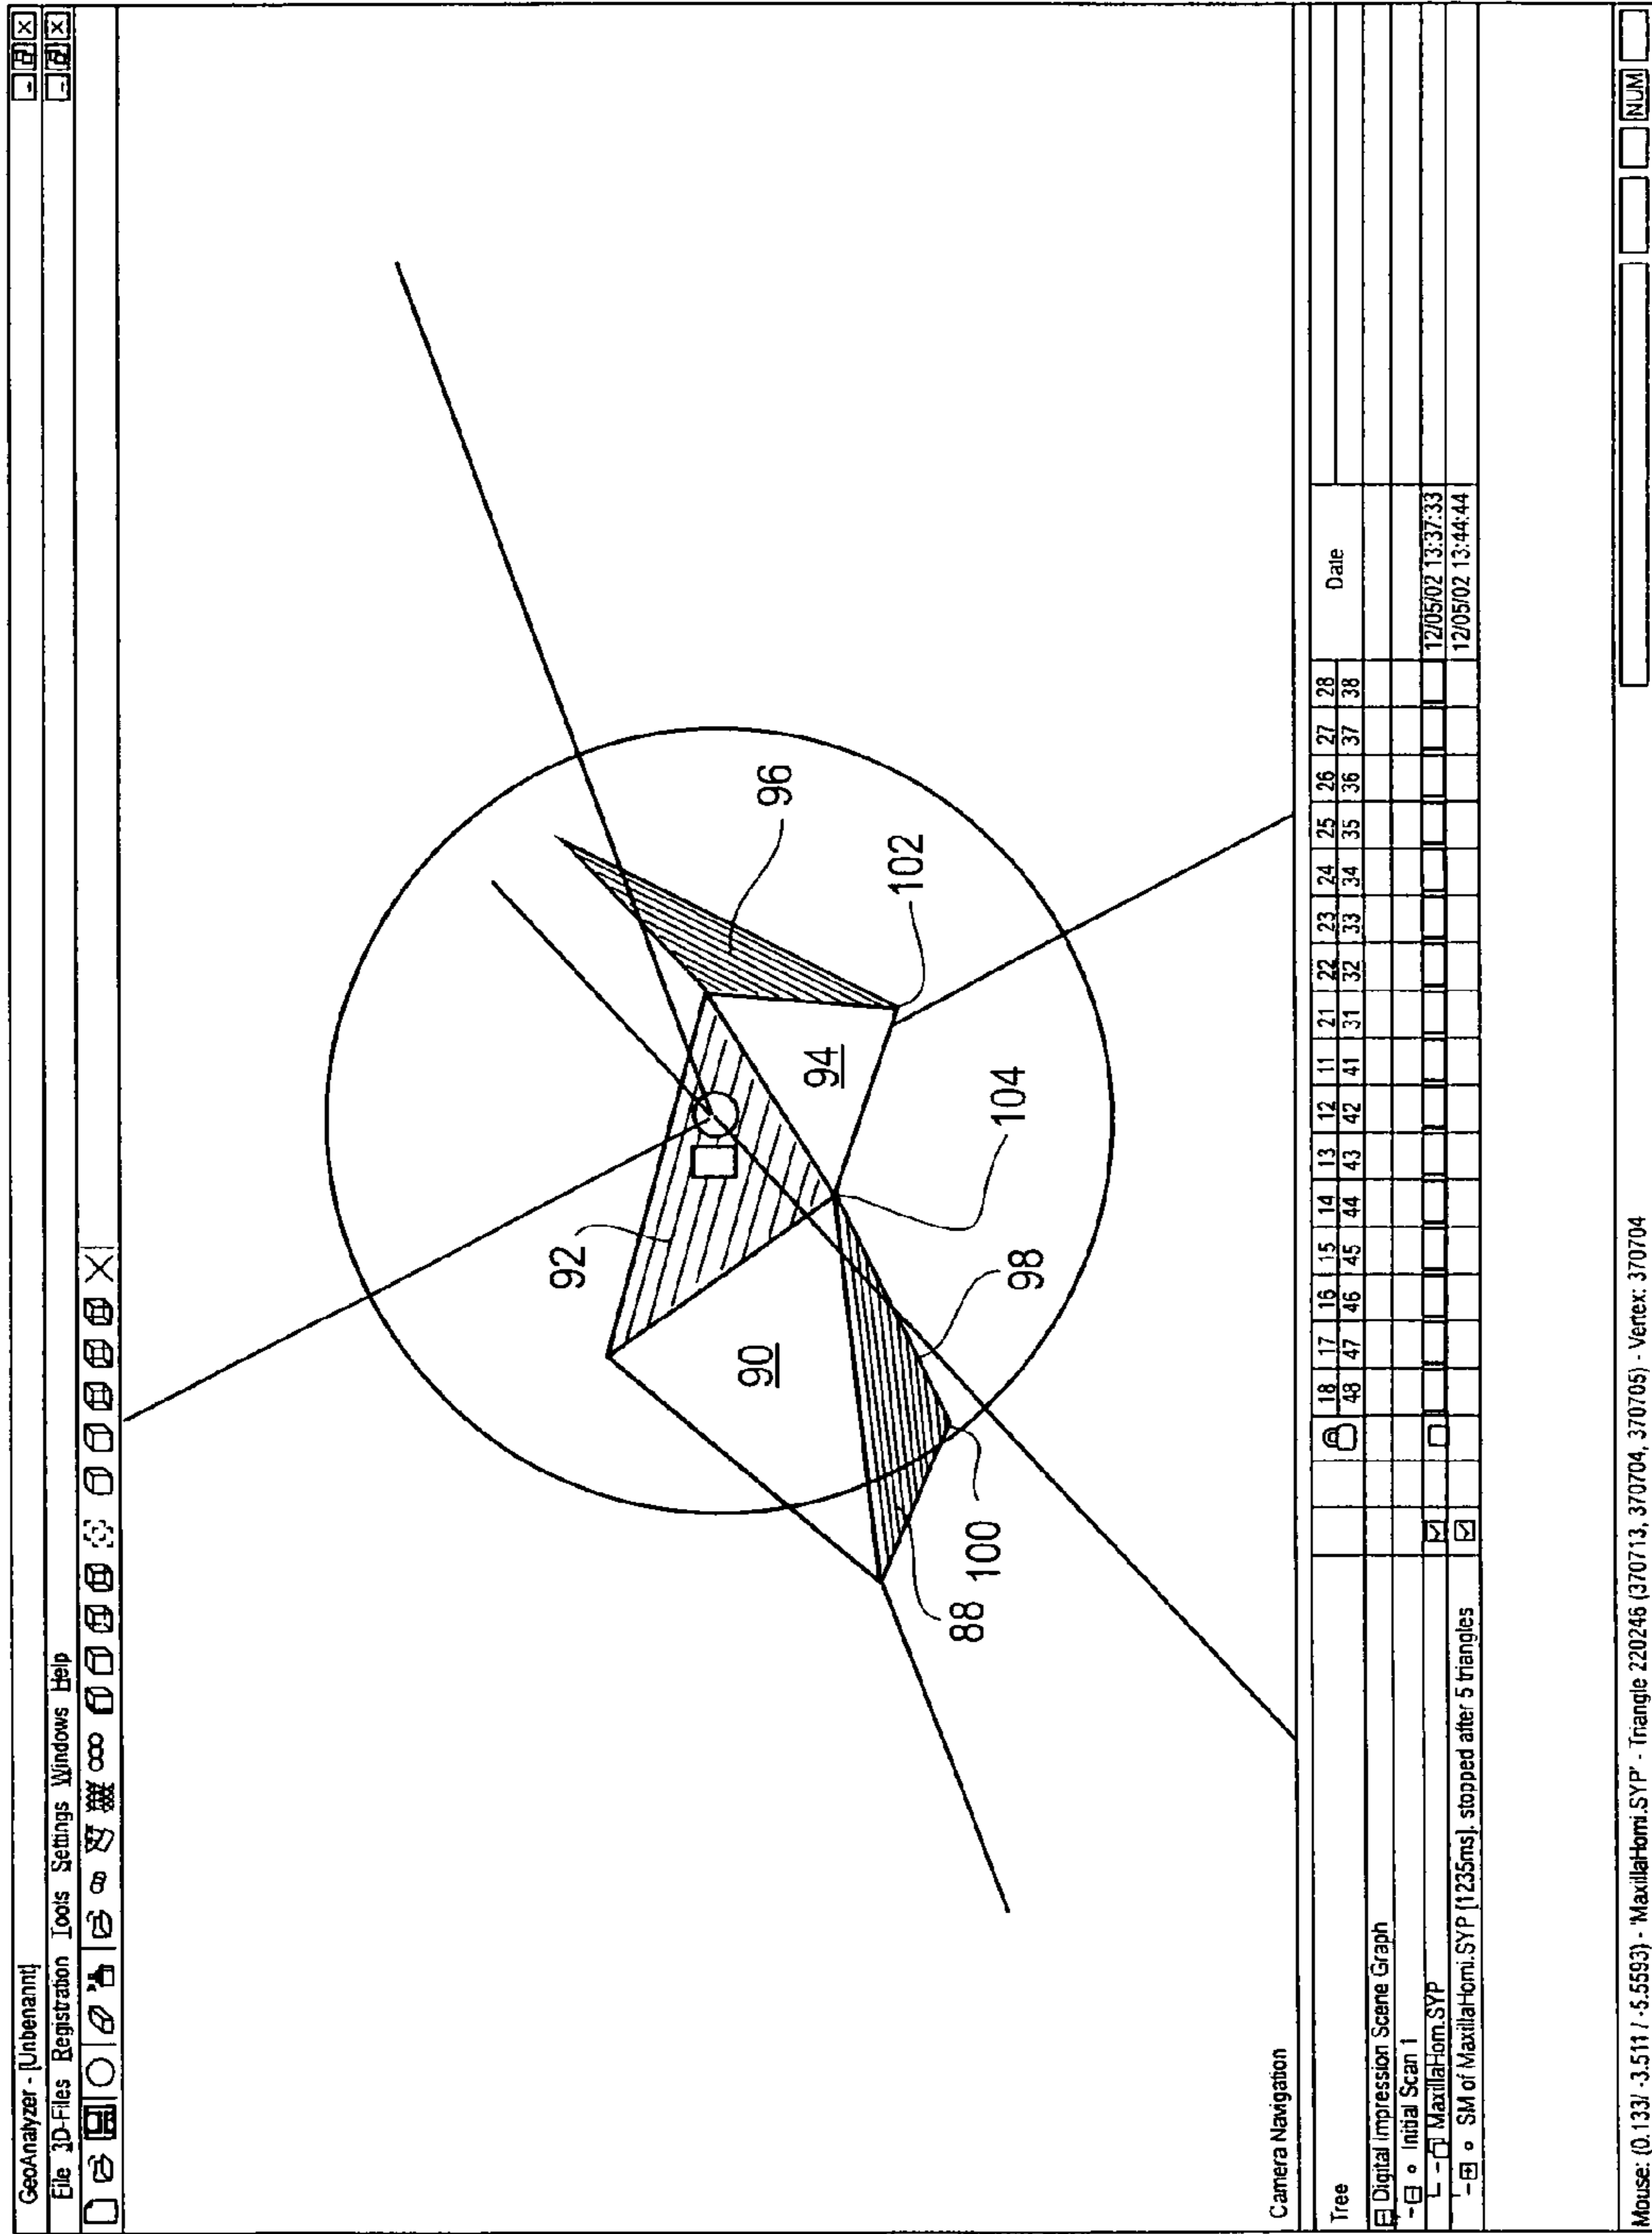 GeoAnalyzer - [Unbenannt]
File 3D-Files Registration Tools Settings Windows Help
92
96
90
94
102
104
98
100
88
Camera Navigation
Tree 18 17 16 15 14 13 12 11 21 22 23 24 25 26 27 28 Date
48 47 46 45 44 43 42 41 31 32 33 34 35 36 37 38
Digital Impression Scene Graph
Initial Scan 1
MaxillaHom.SYP 12/05/02 13:37:33
SM of MaxillaHomi.SYP [1235ms]. stopped after 5 triangles 12/05/02 13:44:44
Mouse: (0.133/ -3.511 / -5.5593) - 'MaxillaHomi.SYP' - Triangle 220246 (370713, 370704, 370705) - Vertex: 370704
NUM